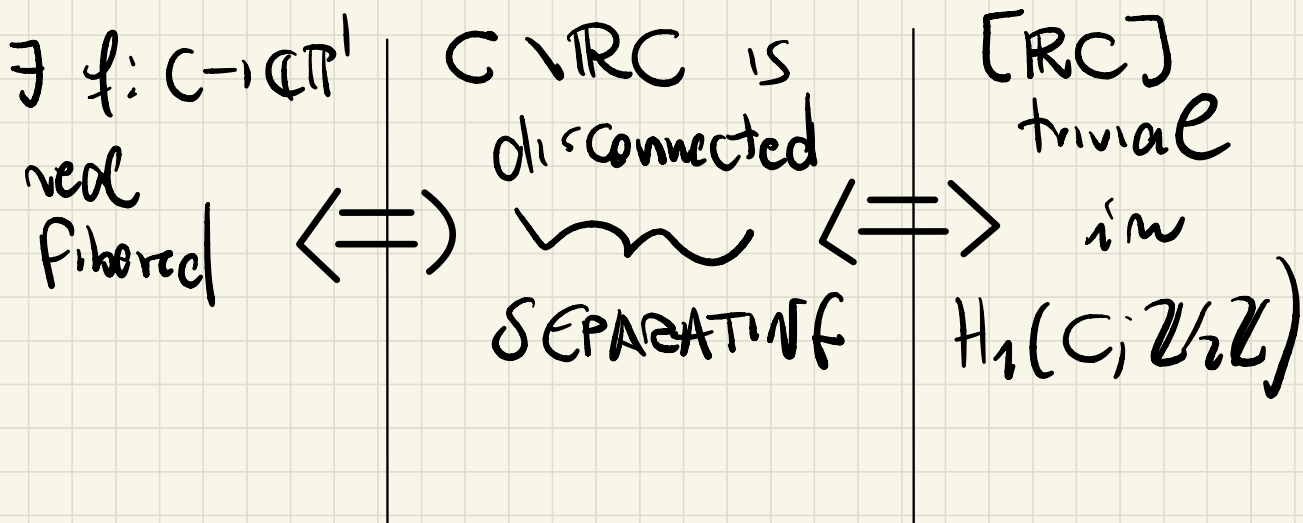 ∃ f: C → ℂℙ¹
real
fibered
⟺
C \ ℝC is
disconnected
SEPARATING
⟺
[ℝC]
trivial
in
H₁(C; ℤ/2ℤ)